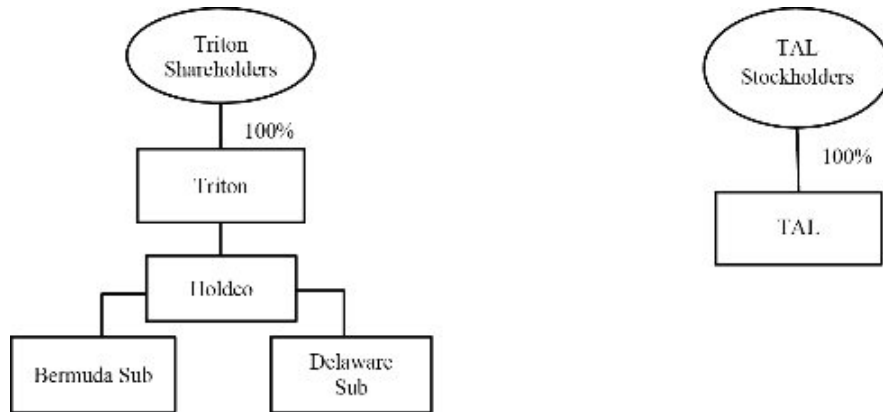 Triton
Shareholders
100%
Triton
Holdco
Bermuda Sub
Delaware
Sub
TAL
Stockholders
100%
TAL